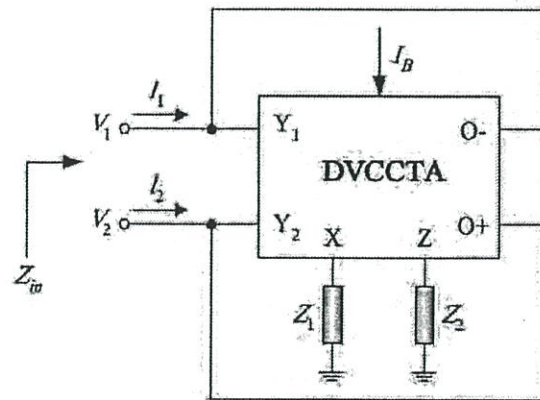 I_B
I_1
V_1
Y_1
O-
DVCCTA
I_2
V_2
Y_2
X
Z
O+
Z_in
Z_1
Z_2